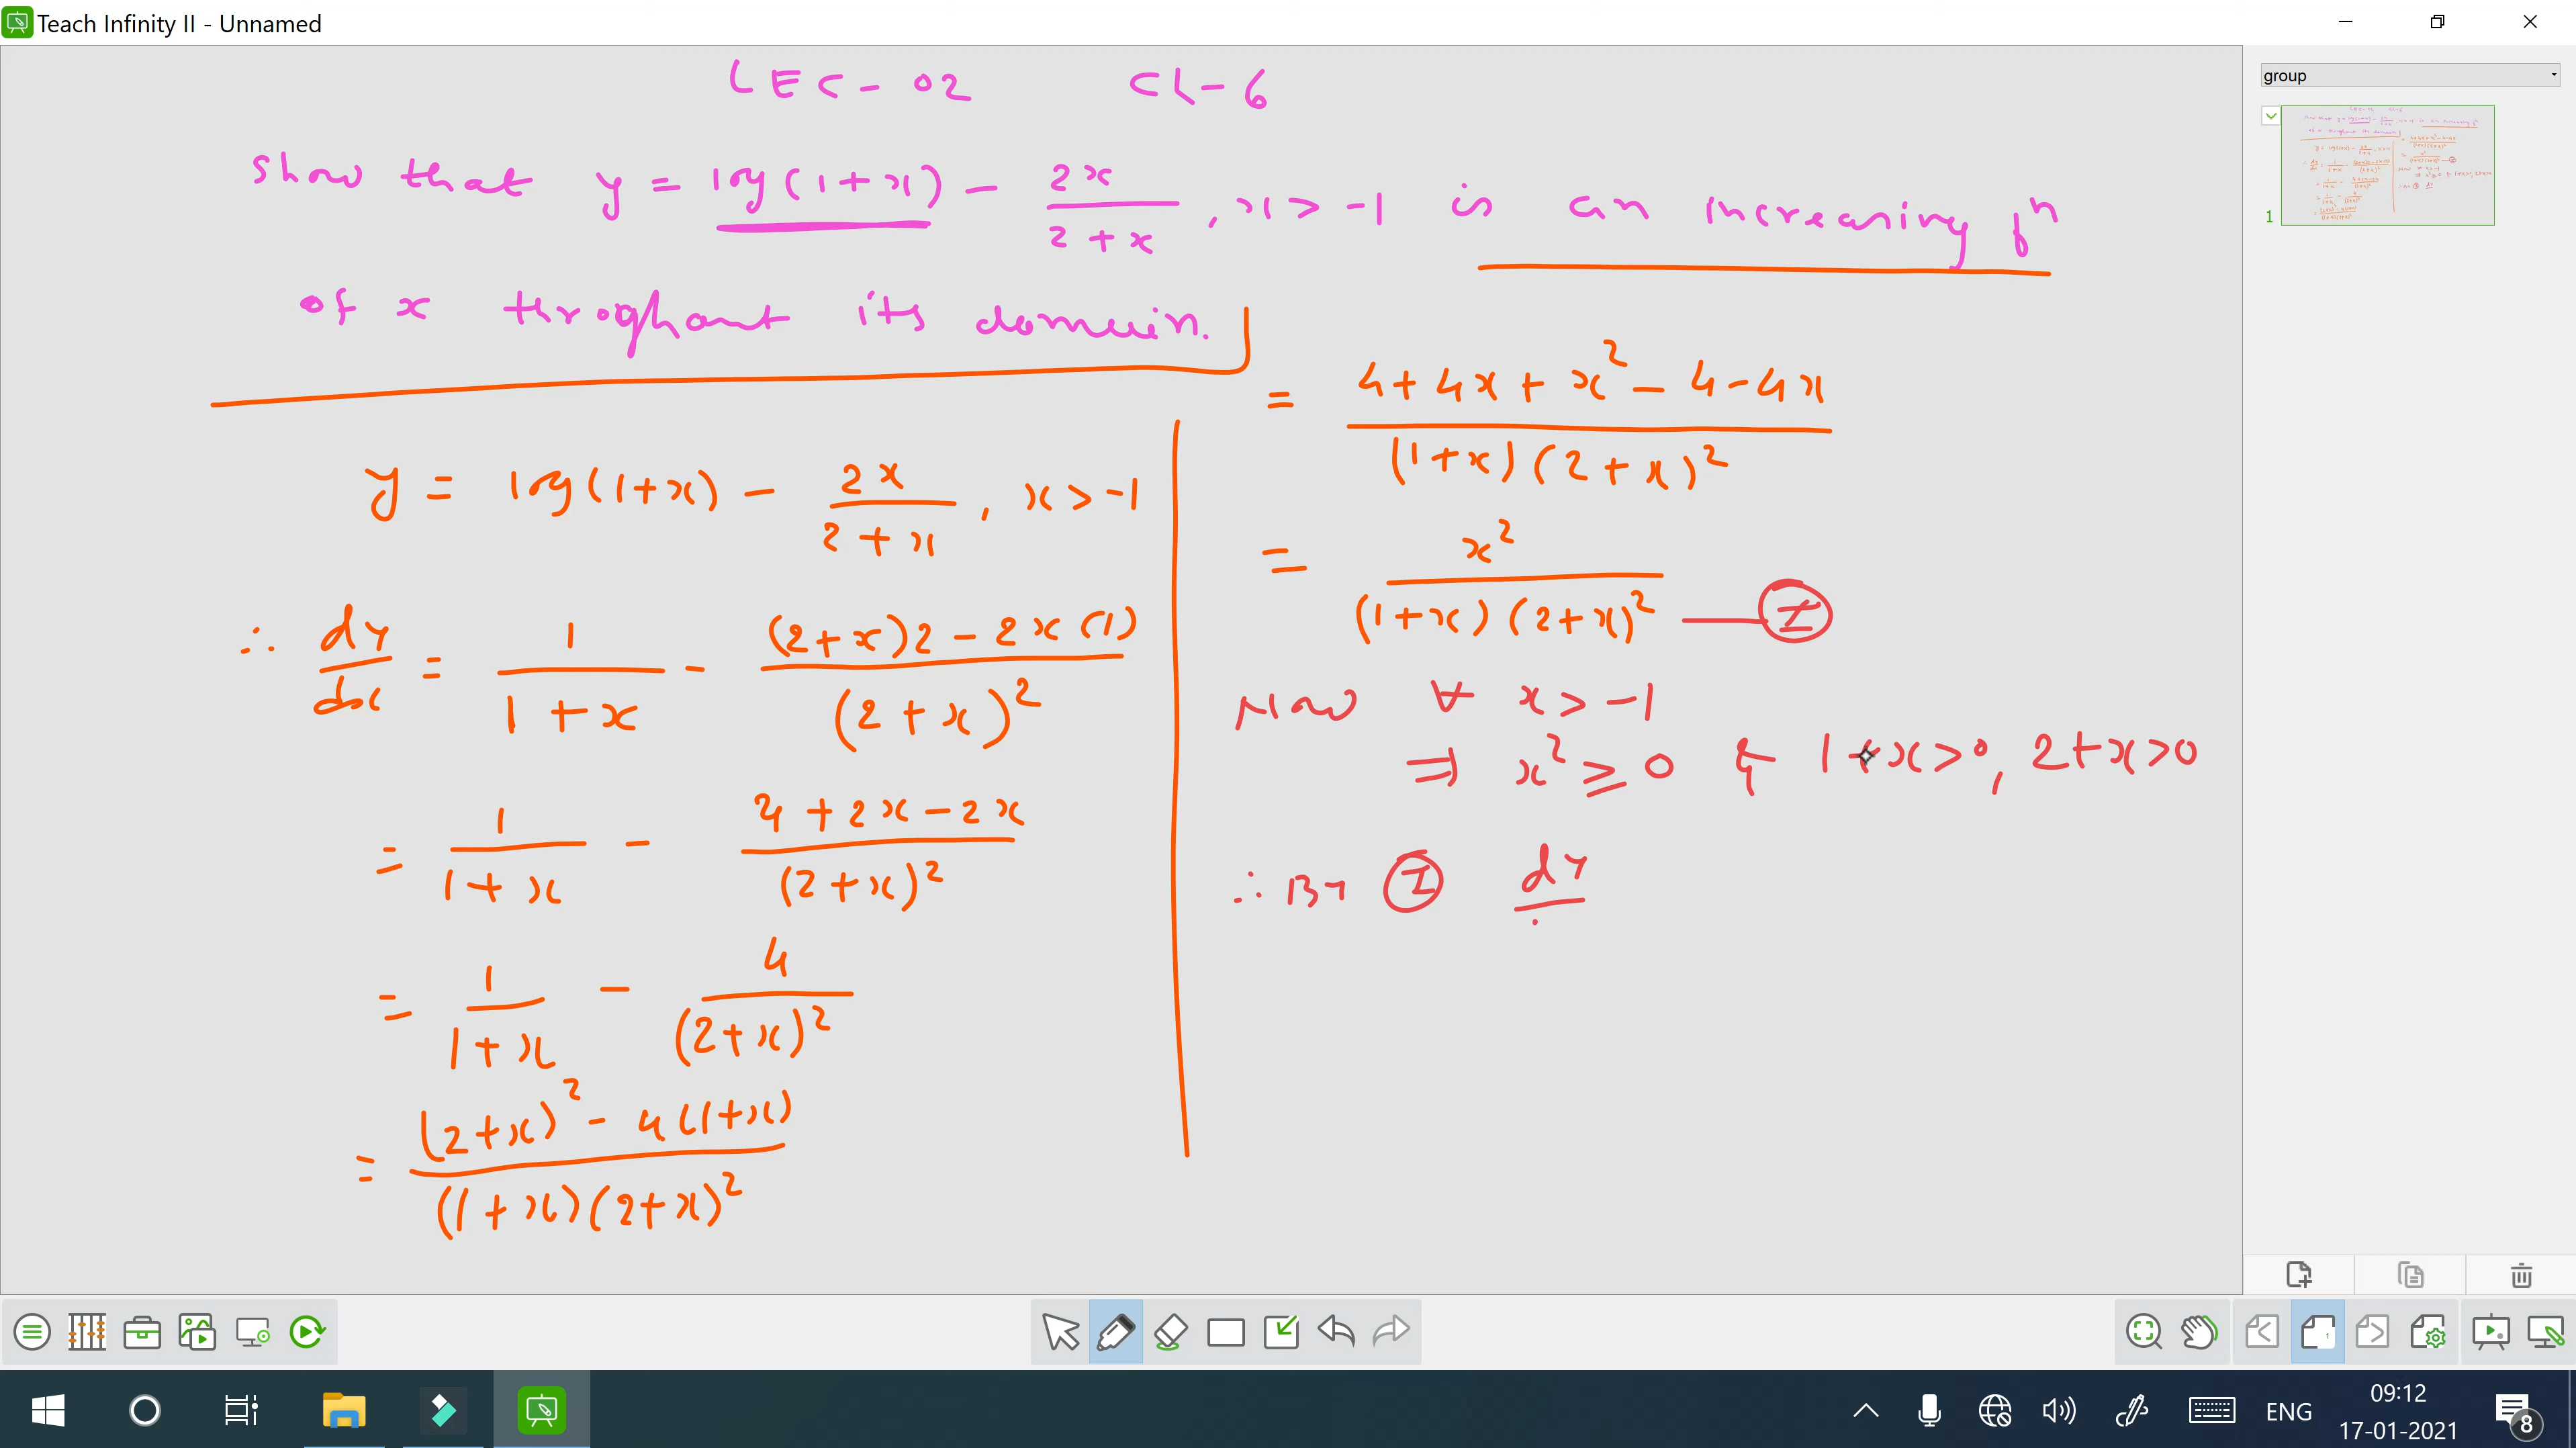 Teach Infinity II - Unnamed
LEC - 02 CL - 6
show that y = log(1+x) - 2x/(2+x), x > -1 is an increasing fn
of x throghout its domain.
y = log(1+x) - 2x/(2+x), x > -1
∴ dy/dx = 1/(1+x) - ((2+x)2 - 2x(1))/(2+x)²
= 1/(1+x) - (4+2x-2x)/(2+x)²
= 1/(1+x) - 4/(2+x)²
= ((2+x)² - 4(1+x))/((1+x)(2+x)²)
= (4+4x+x²-4-4x)/((1+x)(2+x)²)
= x²/((1+x)(2+x)²) — I
Now ∀ x > -1
⇒ x² ≥ 0 & 1+x>0, 2+x>0
∴ By I dy
group
1
ENG
09:12
17-01-2021
8